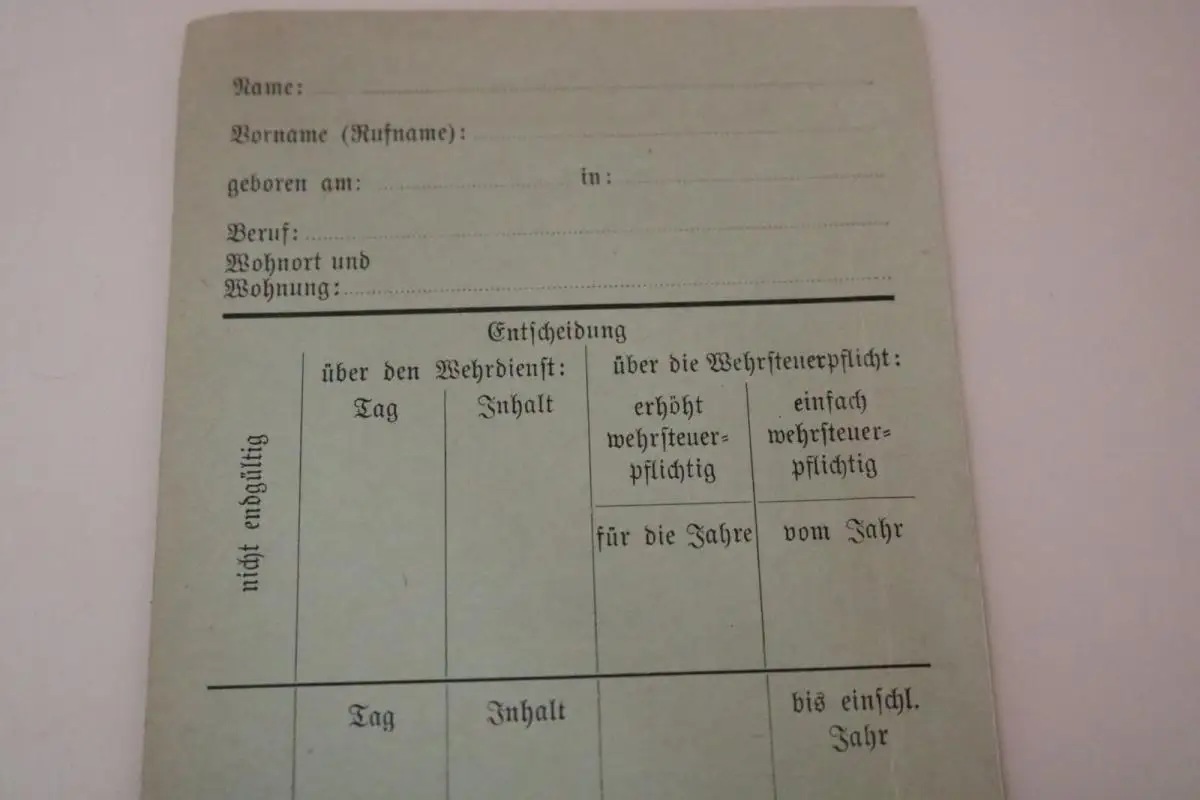 Name:
Vorname (Rufname):
geboren am: in:
Beruf:
Wohnort und
Wohnung:
Entscheidung
über den Wehrdienst: über die Wehrsteuerpflicht:
nicht endgültig
Tag Inhalt erhöht einfach
wehrsteuer= wehrsteuer=
pflichtig pflichtig
für die Jahre vom Jahr
Tag Inhalt bis einschl.
Jahr